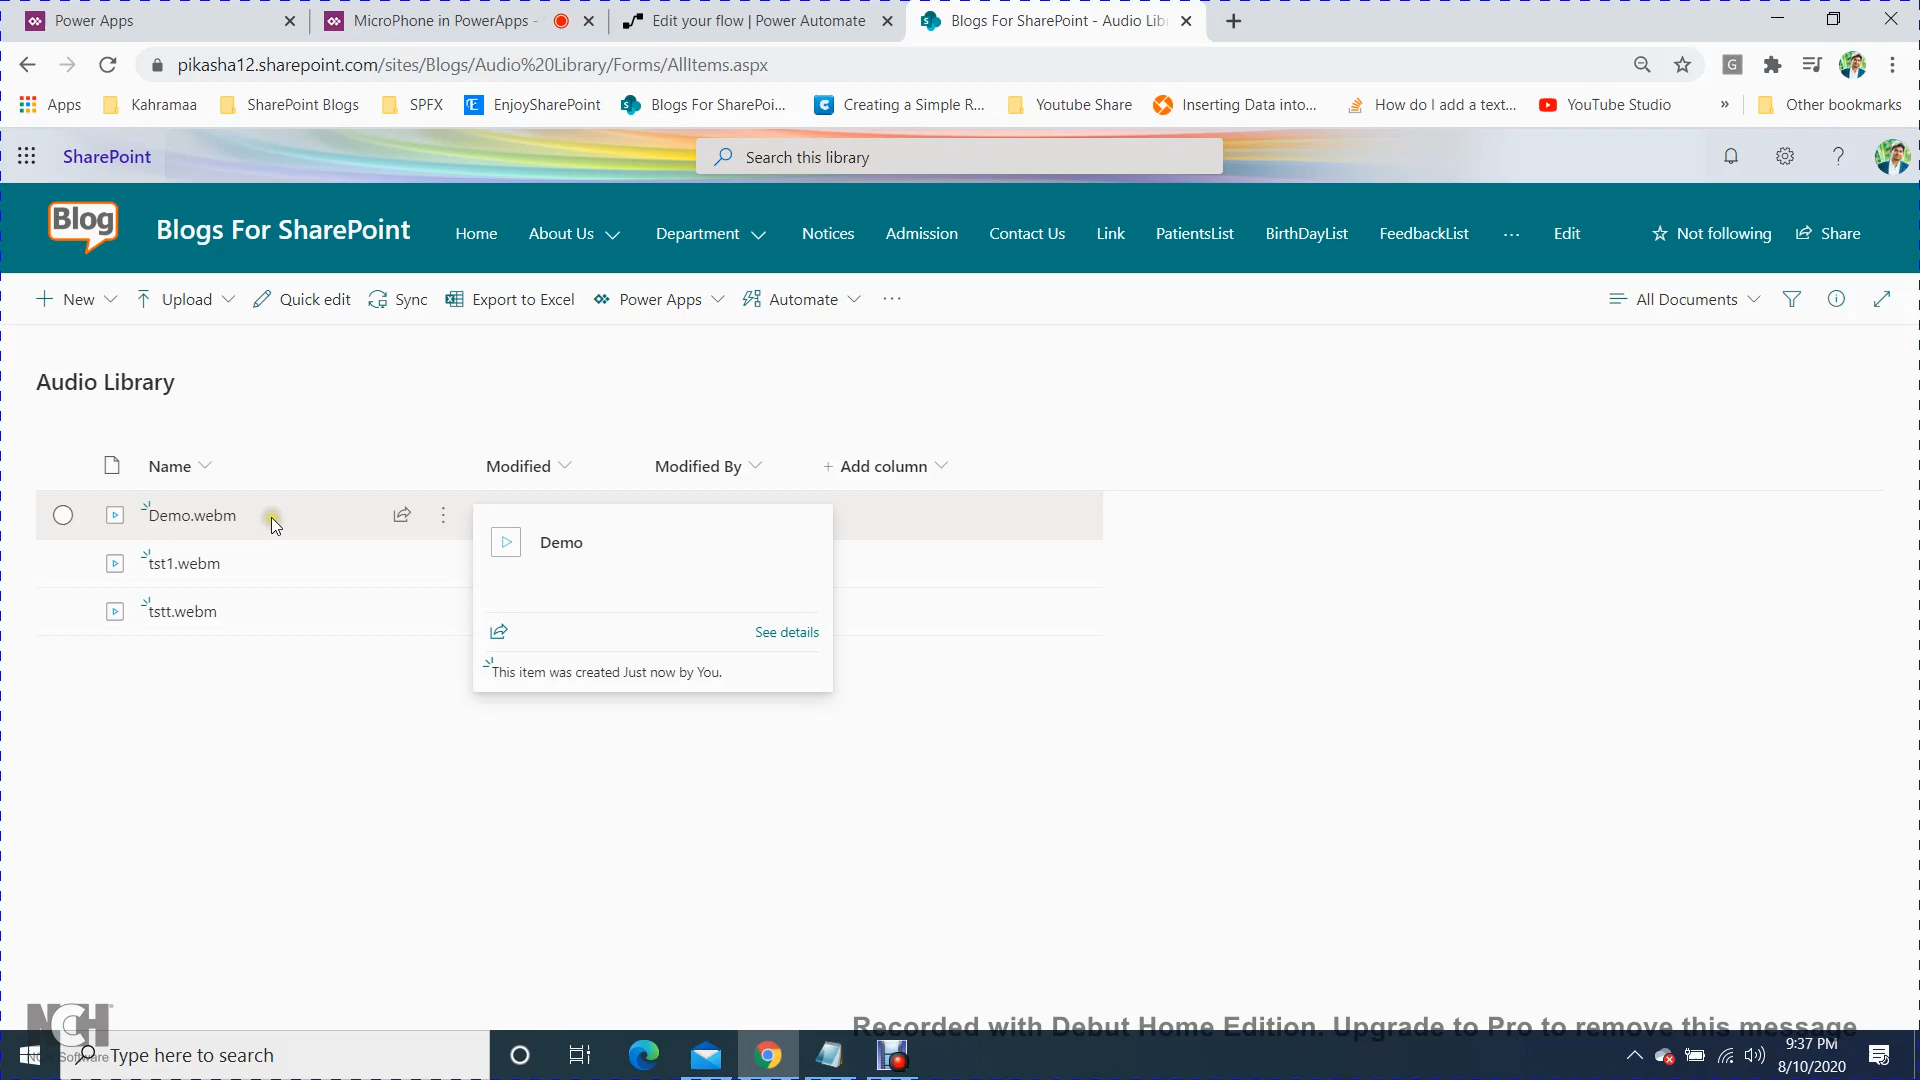 Power Apps
MicroPhone in PowerApps -
Edit your flow | Power Automate
Blogs For SharePoint - Audio Lib
pikasha12.sharepoint.com/sites/Blogs/Audio%20Library/Forms/AllItems.aspx
Apps
Kahramaa
SharePoint Blogs
SPFX
EnjoySharePoint
Blogs For SharePoi...
Creating a Simple R...
Youtube Share
Inserting Data into...
How do I add a text...
YouTube Studio
»
Other bookmarks
SharePoint
Search this library
Blog
Blogs For SharePoint
Home
About Us
Department
Notices
Admission
Contact Us
Link
PatientsList
BirthDayList
FeedbackList
...
Edit
Not following
Share
New
Upload
Quick edit
Sync
Export to Excel
Power Apps
Automate
...
All Documents
Audio Library
Name
Modified
Modified By
+ Add column
Demo.webm
tst1.webm
tstt.webm
Demo
See details
This item was created Just now by You.
NCH
NCH Software
Recorded with Debut Home Edition. Upgrade to Pro to remove this message
Type here to search
9:37 PM
8/10/2020